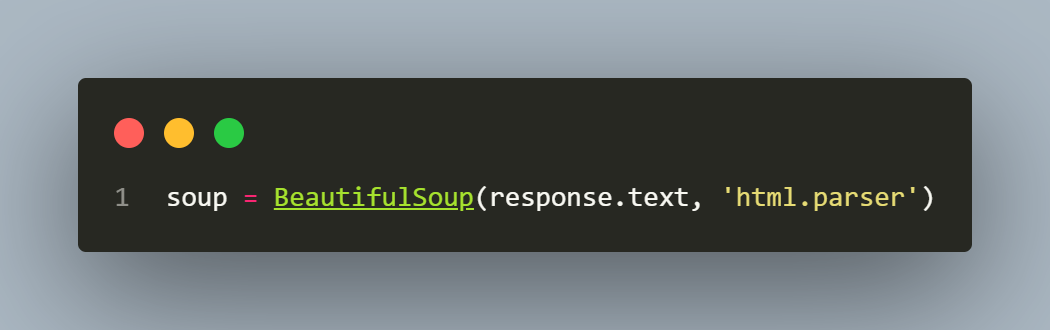 1 soup = BeautifulSoup(response.text, 'html.parser')